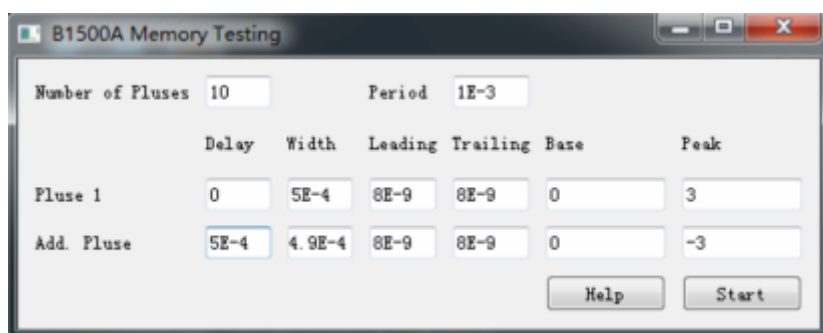 B1500A Memory Testing
Number of Pluses 10 Period 1E-3
Delay Width Leading Trailing Base Peak
Pluse 1 0 5E-4 8E-9 8E-9 0 3
Add. Pluse 5E-4 4.9E-4 8E-9 8E-9 0 -3
Help Start